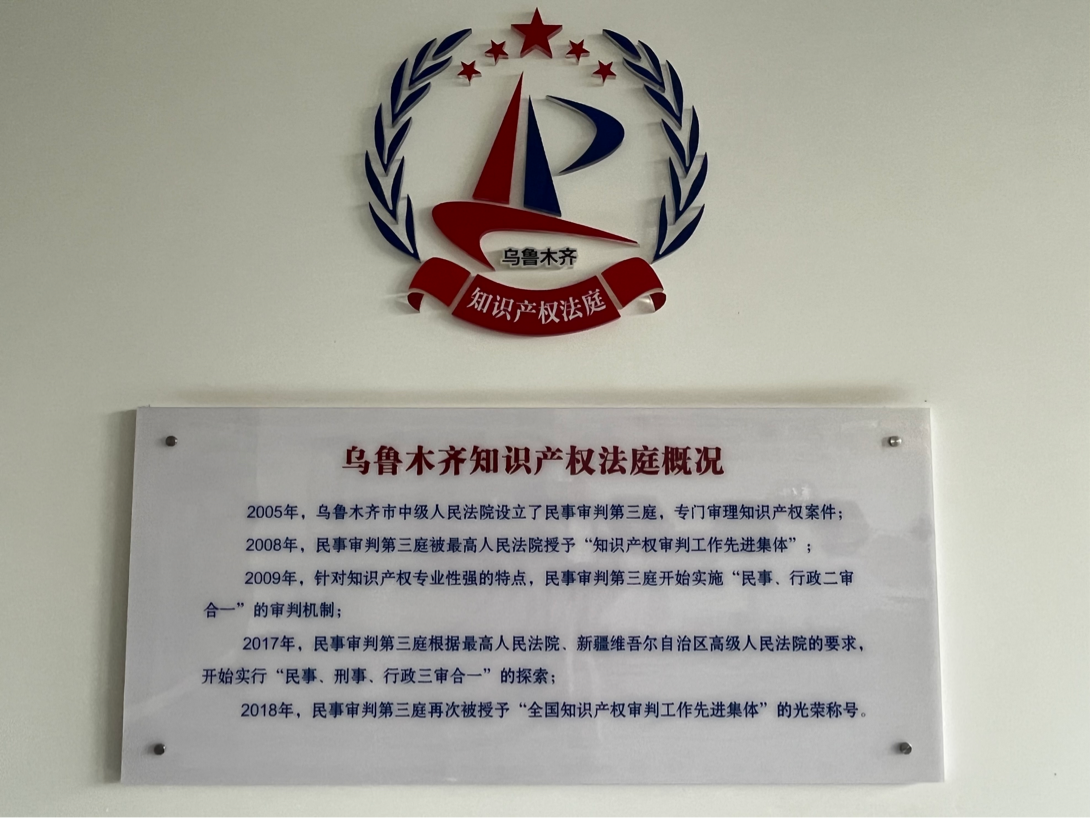 乌鲁木齐
知识产权法庭
乌鲁木齐知识产权法庭概况
2005年，乌鲁木齐市中级人民法院设立了民事审判第三庭，专门审理知识产权案件；
2008年，民事审判第三庭被最高人民法院授予“知识产权审判工作先进集体”；
2009年，针对知识产权专业性强的特点，民事审判第三庭开始实施“民事、行政二审
合一”的审判机制；
2017年，民事审判第三庭根据最高人民法院、新疆维吾尔自治区高级人民法院的要求，
开始实行“民事、刑事、行政三审合一”的探索；
2018年，民事审判第三庭再次被授予“全国知识产权审判工作先进集体”的光荣称号。